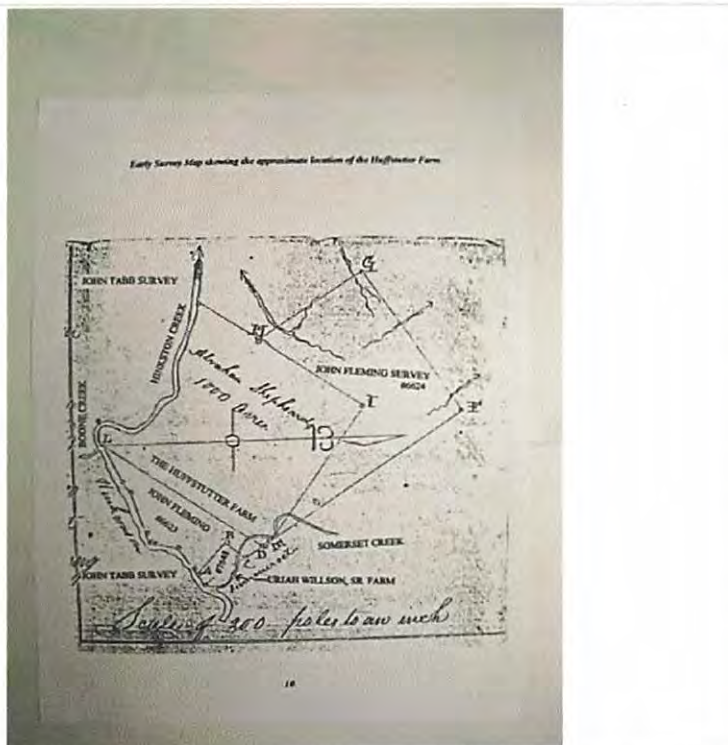 Early Survey Map showing the approximate location of the Huffstutter Farm
G
JOHN TABB SURVEY
HINKSTON CREEK
H
JOHN FLEMING SURVEY
#6624
Abraham Shepherd
1000 Acres
I
F
BOONE CREEK
L
13
THE HUFFSTUTTER FARM
JOHN FLEMING
#6623
B
SOMERSET CREEK
D
A
C
JOHN TABB SURVEY
URIAH WILLSON, SR. FARM
Scale of 200 poles to an inch